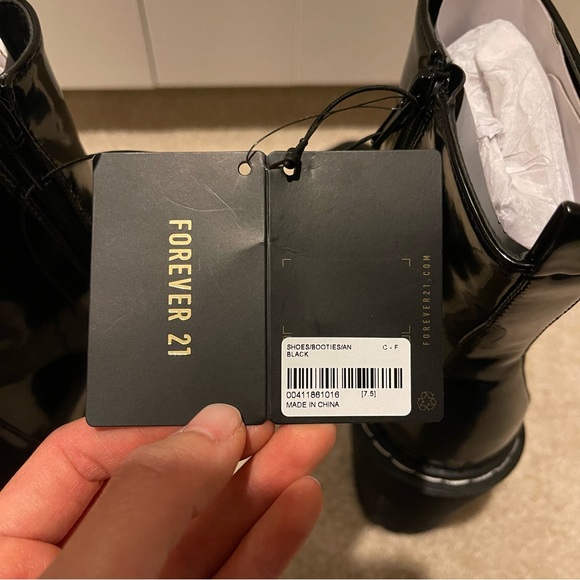 FOREVER 21
FOREVER21.COM
SHOES/BOOTIES/AN C - F
BLACK
00411861016 [7.5]
MADE IN CHINA